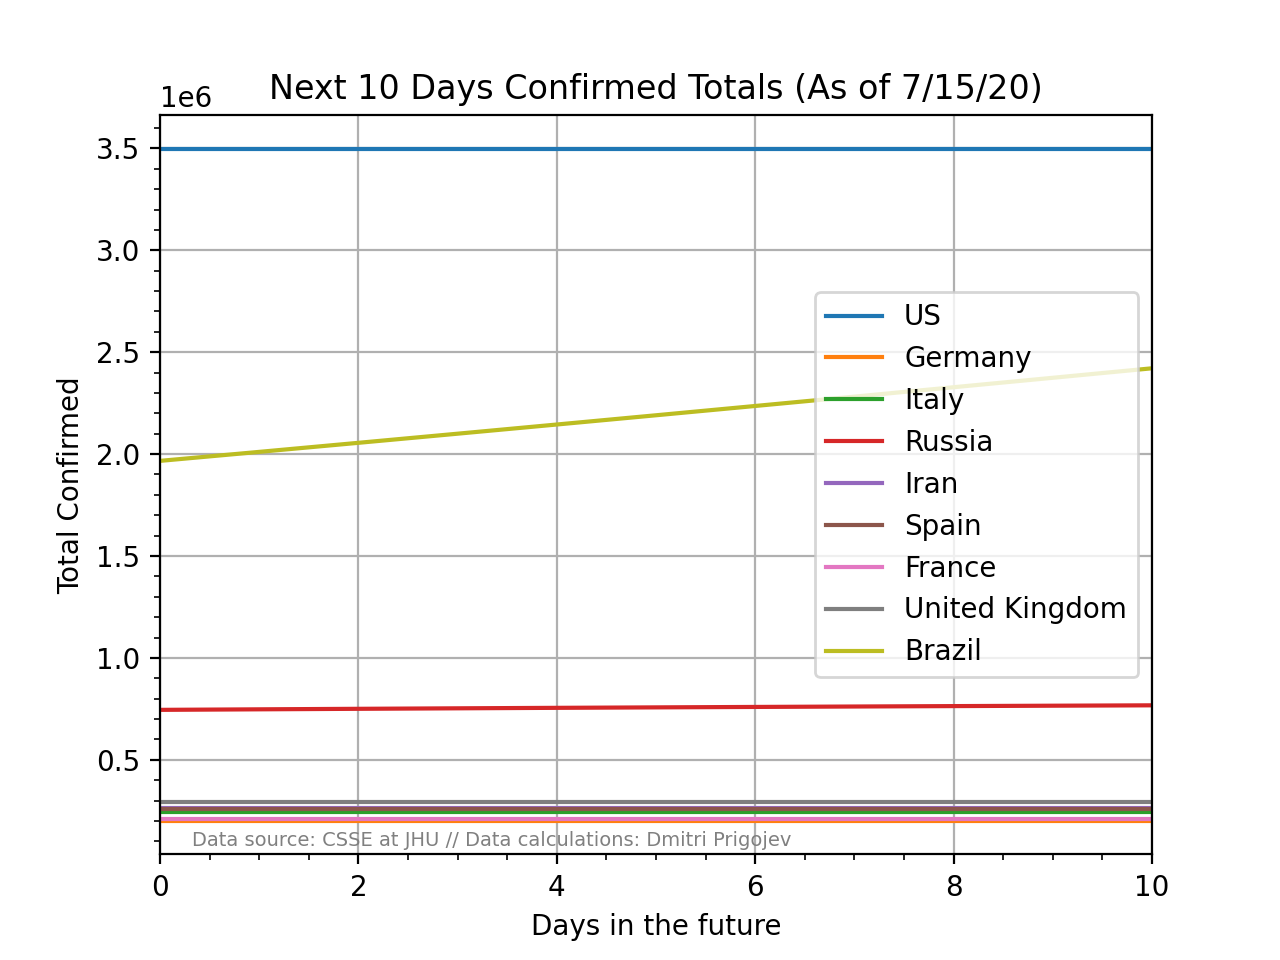 Next 10 Days Confirmed Totals (As of 7/15/20)
1e6
3.5
3.0
2.5
2.0
1.5
1.0
0.5
Total Confirmed
US
Germany
Italy
Russia
Iran
Spain
France
United Kingdom
Brazil
Data source: CSSE at JHU // Data calculations: Dmitri Prigojev
0 2 4 6 8 10
Days in the future